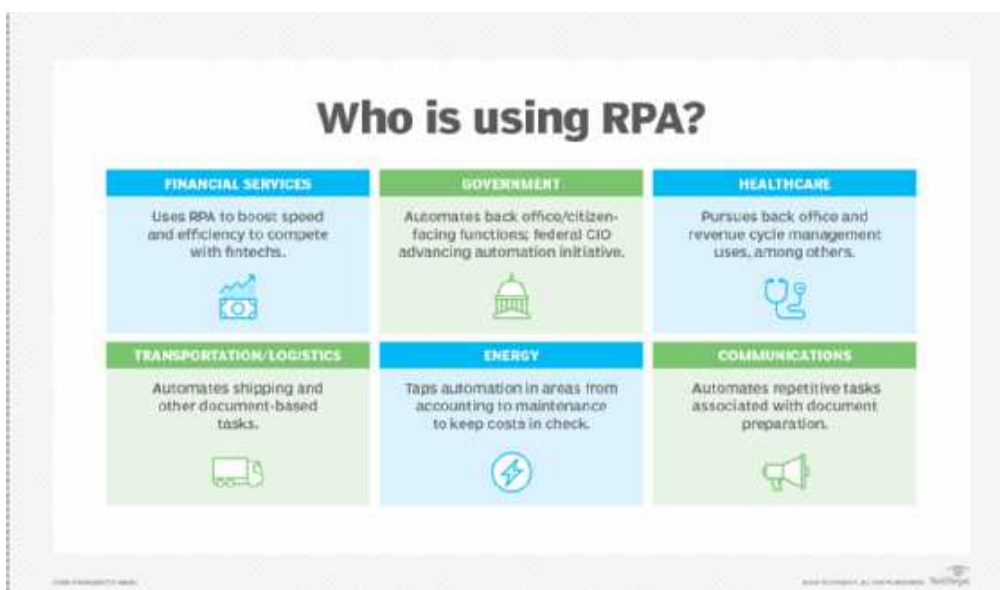 Who is using RPA?
FINANCIAL SERVICES
Uses RPA to boost speed
and efficiency to compete
with fintechs.
GOVERNMENT
Automates back office/citizen-
facing functions; federal CIO
advancing automation initiative.
HEALTHCARE
Pursues back office and
revenue cycle management
uses, among others.
TRANSPORTATION/LOGISTICS
Automates shipping and
other document-based
tasks.
ENERGY
Taps automation in areas from
accounting to maintenance
to keep costs in check.
COMMUNICATIONS
Automates repetitive tasks
associated with document
preparation.
TechTarget